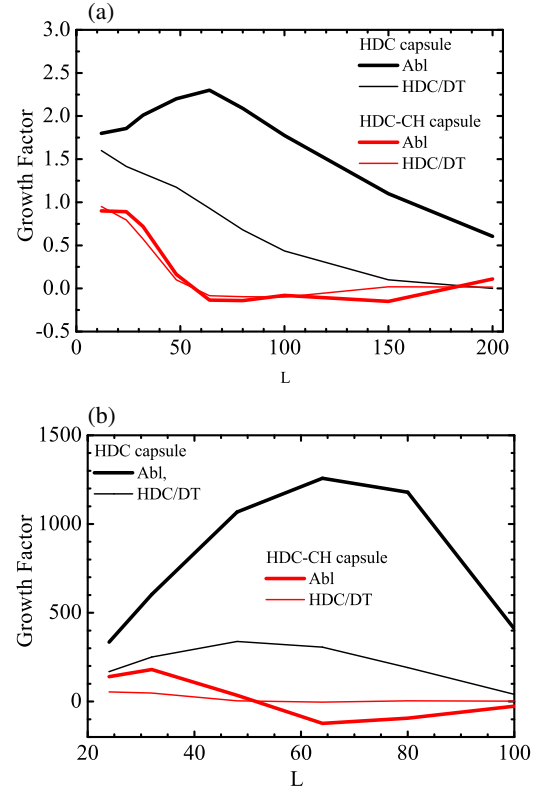 (a)
3.0
2.5
2.0
1.5
1.0
0.5
0.0
-0.5
Growth Factor
HDC capsule
Abl
HDC/DT
HDC-CH capsule
Abl
HDC/DT
0 50 100 150 200
L
(b)
1500
1000
500
0
Growth Factor
HDC capsule
Abl,
HDC/DT
HDC-CH capsule
Abl
HDC/DT
20 40 60 80 100
L